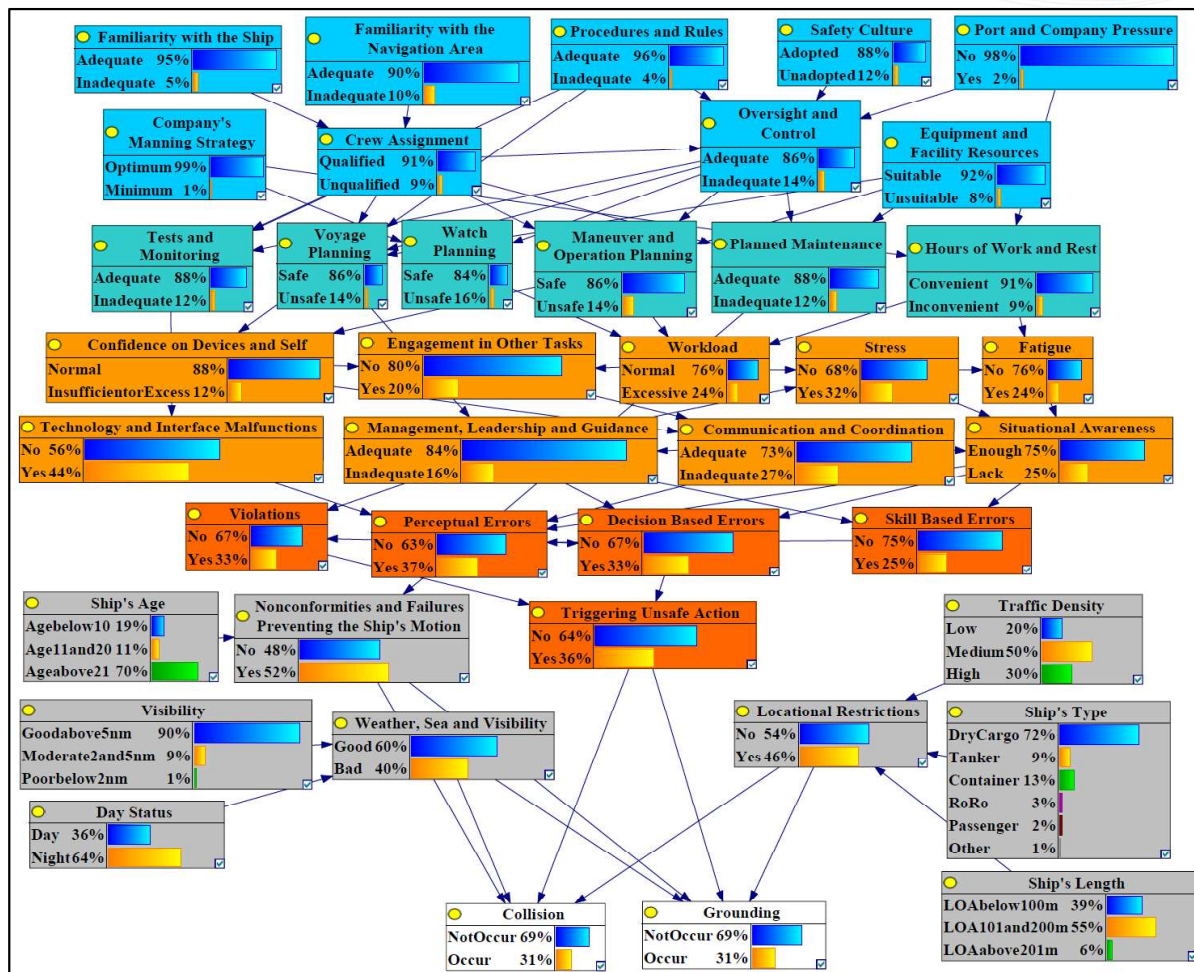 Familiarity with the Ship
Adequate 95%
Inadequate 5%
Familiarity with the
Navigation Area
Adequate 90%
Inadequate 10%
Procedures and Rules
Adequate 96%
Inadequate 4%
Safety Culture
Adopted 88%
Unadopted 12%
Port and Company Pressure
No 98%
Yes 2%
Company's
Manning Strategy
Optimum 99%
Minimum 1%
Crew Assignment
Qualified 91%
Unqualified 9%
Oversight and
Control
Adequate 86%
Inadequate 14%
Equipment and
Facility Resources
Suitable 92%
Unsuitable 8%
Tests and
Monitoring
Adequate 88%
Inadequate 12%
Voyage
Planning
Safe 86%
Unsafe 14%
Watch
Planning
Safe 84%
Unsafe 16%
Maneuver and
Operation Planning
Safe 86%
Unsafe 14%
Planned Maintenance
Adequate 88%
Inadequate 12%
Hours of Work and Rest
Convenient 91%
Inconvenient 9%
Confidence on Devices and Self
Normal 88%
InsufficientorExcess 12%
Engagement in Other Tasks
No 80%
Yes 20%
Workload
Normal 76%
Excessive 24%
Stress
No 68%
Yes 32%
Fatigue
No 76%
Yes 24%
Technology and Interface Malfunctions
No 56%
Yes 44%
Management, Leadership and Guidance
Adequate 84%
Inadequate 16%
Communication and Coordination
Adequate 73%
Inadequate 27%
Situational Awareness
Enough 75%
Lack 25%
Violations
No 67%
Yes 33%
Perceptual Errors
No 63%
Yes 37%
Decision Based Errors
No 67%
Yes 33%
Skill Based Errors
No 75%
Yes 25%
Ship's Age
Agebelow10 19%
Age11and20 11%
Ageabove21 70%
Nonconformities and Failures
Preventing the Ship's Motion
No 48%
Yes 52%
Triggering Unsafe Action
No 64%
Yes 36%
Traffic Density
Low 20%
Medium 50%
High 30%
Visibility
Goodabove5nm 90%
Moderate2and5nm 9%
Poorbelow2nm 1%
Weather, Sea and Visibility
Good 60%
Bad 40%
Locational Restrictions
No 54%
Yes 46%
Ship's Type
DryCargo 72%
Tanker 9%
Container 13%
RoRo 3%
Passenger 2%
Other 1%
Day Status
Day 36%
Night 64%
Collision
NotOccur 69%
Occur 31%
Grounding
NotOccur 69%
Occur 31%
Ship's Length
LOAbelow100m 39%
LOA101and200m 55%
LOAabove201m 6%